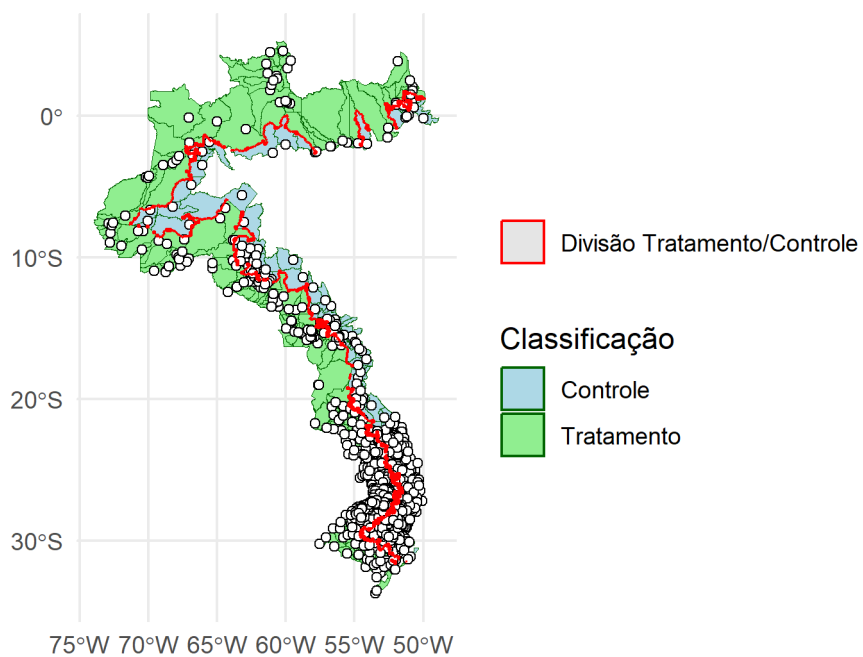 0°
10°S
20°S
30°S
75°W 70°W 65°W 60°W 55°W 50°W
Divisão Tratamento/Controle
Classificação
Controle
Tratamento